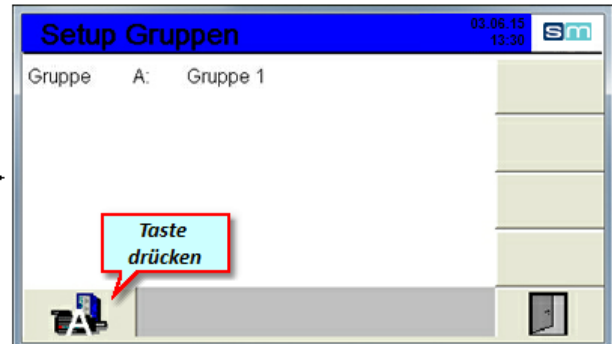 Setup Gruppen
03.06.15
13:30
sm
Gruppe A: Gruppe 1
Taste
drücken
A